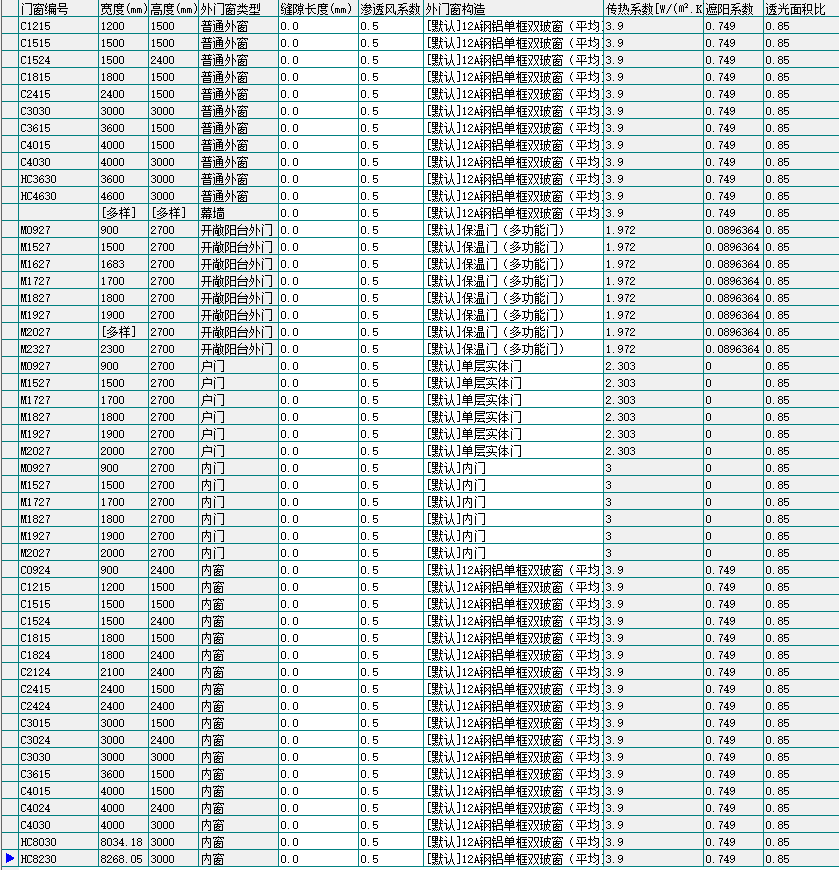 门窗编号 宽度(mm) 高度(mm) 外门窗类型 缝隙长度(mm) 渗透风系数 外门窗构造 传热系数[W/(㎡.K 遮阳系数 透光面积比
C1215 1200 1500 普通外窗 0.0 0.5 [默认]12A钢铝单框双玻窗（平均 3.9 0.749 0.85
C1515 1500 1500 普通外窗 0.0 0.5 [默认]12A钢铝单框双玻窗（平均 3.9 0.749 0.85
C1524 1500 2400 普通外窗 0.0 0.5 [默认]12A钢铝单框双玻窗（平均 3.9 0.749 0.85
C1815 1800 1500 普通外窗 0.0 0.5 [默认]12A钢铝单框双玻窗（平均 3.9 0.749 0.85
C2415 2400 1500 普通外窗 0.0 0.5 [默认]12A钢铝单框双玻窗（平均 3.9 0.749 0.85
C3030 3000 3000 普通外窗 0.0 0.5 [默认]12A钢铝单框双玻窗（平均 3.9 0.749 0.85
C3615 3600 1500 普通外窗 0.0 0.5 [默认]12A钢铝单框双玻窗（平均 3.9 0.749 0.85
C4015 4000 1500 普通外窗 0.0 0.5 [默认]12A钢铝单框双玻窗（平均 3.9 0.749 0.85
C4030 4000 3000 普通外窗 0.0 0.5 [默认]12A钢铝单框双玻窗（平均 3.9 0.749 0.85
HC3630 3600 3000 普通外窗 0.0 0.5 [默认]12A钢铝单框双玻窗（平均 3.9 0.749 0.85
HC4630 4600 3000 普通外窗 0.0 0.5 [默认]12A钢铝单框双玻窗（平均 3.9 0.749 0.85
[多样] [多样] 幕墙 0.0 0.5 [默认]12A钢铝单框双玻窗（平均 3.9 0.749 0.85
M0927 900 2700 开敞阳台外门 0.0 0.5 [默认]保温门（多功能门） 1.972 0.0896364 0.85
M1527 1500 2700 开敞阳台外门 0.0 0.5 [默认]保温门（多功能门） 1.972 0.0896364 0.85
M1627 1683 2700 开敞阳台外门 0.0 0.5 [默认]保温门（多功能门） 1.972 0.0896364 0.85
M1727 1700 2700 开敞阳台外门 0.0 0.5 [默认]保温门（多功能门） 1.972 0.0896364 0.85
M1827 1800 2700 开敞阳台外门 0.0 0.5 [默认]保温门（多功能门） 1.972 0.0896364 0.85
M1927 1900 2700 开敞阳台外门 0.0 0.5 [默认]保温门（多功能门） 1.972 0.0896364 0.85
M2027 [多样] 2700 开敞阳台外门 0.0 0.5 [默认]保温门（多功能门） 1.972 0.0896364 0.85
M2327 2300 2700 开敞阳台外门 0.0 0.5 [默认]保温门（多功能门） 1.972 0.0896364 0.85
M0927 900 2700 户门 0.0 0.5 [默认]单层实体门 2.303 0 0.85
M1527 1500 2700 户门 0.0 0.5 [默认]单层实体门 2.303 0 0.85
M1727 1700 2700 户门 0.0 0.5 [默认]单层实体门 2.303 0 0.85
M1827 1800 2700 户门 0.0 0.5 [默认]单层实体门 2.303 0 0.85
M1927 1900 2700 户门 0.0 0.5 [默认]单层实体门 2.303 0 0.85
M2027 2000 2700 户门 0.0 0.5 [默认]单层实体门 2.303 0 0.85
M0927 900 2700 内门 0.0 0.5 [默认]内门 3 0 0.85
M1527 1500 2700 内门 0.0 0.5 [默认]内门 3 0 0.85
M1727 1700 2700 内门 0.0 0.5 [默认]内门 3 0 0.85
M1827 1800 2700 内门 0.0 0.5 [默认]内门 3 0 0.85
M1927 1900 2700 内门 0.0 0.5 [默认]内门 3 0 0.85
M2027 2000 2700 内门 0.0 0.5 [默认]内门 3 0 0.85
C0924 900 2400 内窗 0.0 0.5 [默认]12A钢铝单框双玻窗（平均 3.9 0.749 0.85
C1215 1200 1500 内窗 0.0 0.5 [默认]12A钢铝单框双玻窗（平均 3.9 0.749 0.85
C1515 1500 1500 内窗 0.0 0.5 [默认]12A钢铝单框双玻窗（平均 3.9 0.749 0.85
C1524 1500 2400 内窗 0.0 0.5 [默认]12A钢铝单框双玻窗（平均 3.9 0.749 0.85
C1815 1800 1500 内窗 0.0 0.5 [默认]12A钢铝单框双玻窗（平均 3.9 0.749 0.85
C1824 1800 2400 内窗 0.0 0.5 [默认]12A钢铝单框双玻窗（平均 3.9 0.749 0.85
C2124 2100 2400 内窗 0.0 0.5 [默认]12A钢铝单框双玻窗（平均 3.9 0.749 0.85
C2415 2400 1500 内窗 0.0 0.5 [默认]12A钢铝单框双玻窗（平均 3.9 0.749 0.85
C2424 2400 2400 内窗 0.0 0.5 [默认]12A钢铝单框双玻窗（平均 3.9 0.749 0.85
C3015 3000 1500 内窗 0.0 0.5 [默认]12A钢铝单框双玻窗（平均 3.9 0.749 0.85
C3024 3000 2400 内窗 0.0 0.5 [默认]12A钢铝单框双玻窗（平均 3.9 0.749 0.85
C3030 3000 3000 内窗 0.0 0.5 [默认]12A钢铝单框双玻窗（平均 3.9 0.749 0.85
C3615 3600 1500 内窗 0.0 0.5 [默认]12A钢铝单框双玻窗（平均 3.9 0.749 0.85
C4015 4000 1500 内窗 0.0 0.5 [默认]12A钢铝单框双玻窗（平均 3.9 0.749 0.85
C4024 4000 2400 内窗 0.0 0.5 [默认]12A钢铝单框双玻窗（平均 3.9 0.749 0.85
C4030 4000 3000 内窗 0.0 0.5 [默认]12A钢铝单框双玻窗（平均 3.9 0.749 0.85
HC8030 8034.18 3000 内窗 0.0 0.5 [默认]12A钢铝单框双玻窗（平均 3.9 0.749 0.85
HC8230 8268.05 3000 内窗 0.0 0.5 [默认]12A钢铝单框双玻窗（平均 3.9 0.749 0.85